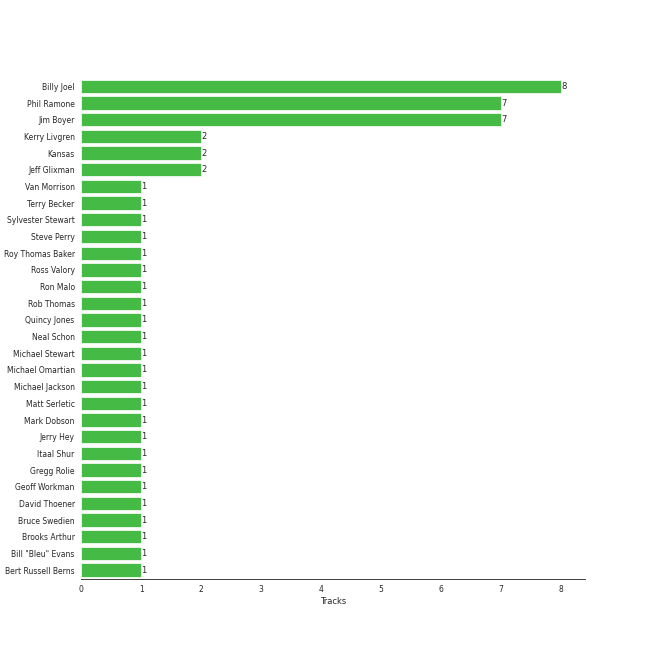 Billy Joel 8
Phil Ramone 7
Jim Boyer 7
Kerry Livgren 2
Kansas 2
Jeff Glixman 2
Van Morrison 1
Terry Becker 1
Sylvester Stewart 1
Steve Perry 1
Roy Thomas Baker 1
Ross Valory 1
Ron Malo 1
Rob Thomas 1
Quincy Jones 1
Neal Schon 1
Michael Stewart 1
Michael Omartian 1
Michael Jackson 1
Matt Serletic 1
Mark Dobson 1
Jerry Hey 1
Itaal Shur 1
Gregg Rolie 1
Geoff Workman 1
David Thoener 1
Bruce Swedien 1
Brooks Arthur 1
Bill "Bleu" Evans 1
Bert Russell Berns 1
0 1 2 3 4 5 6 7 8
Tracks